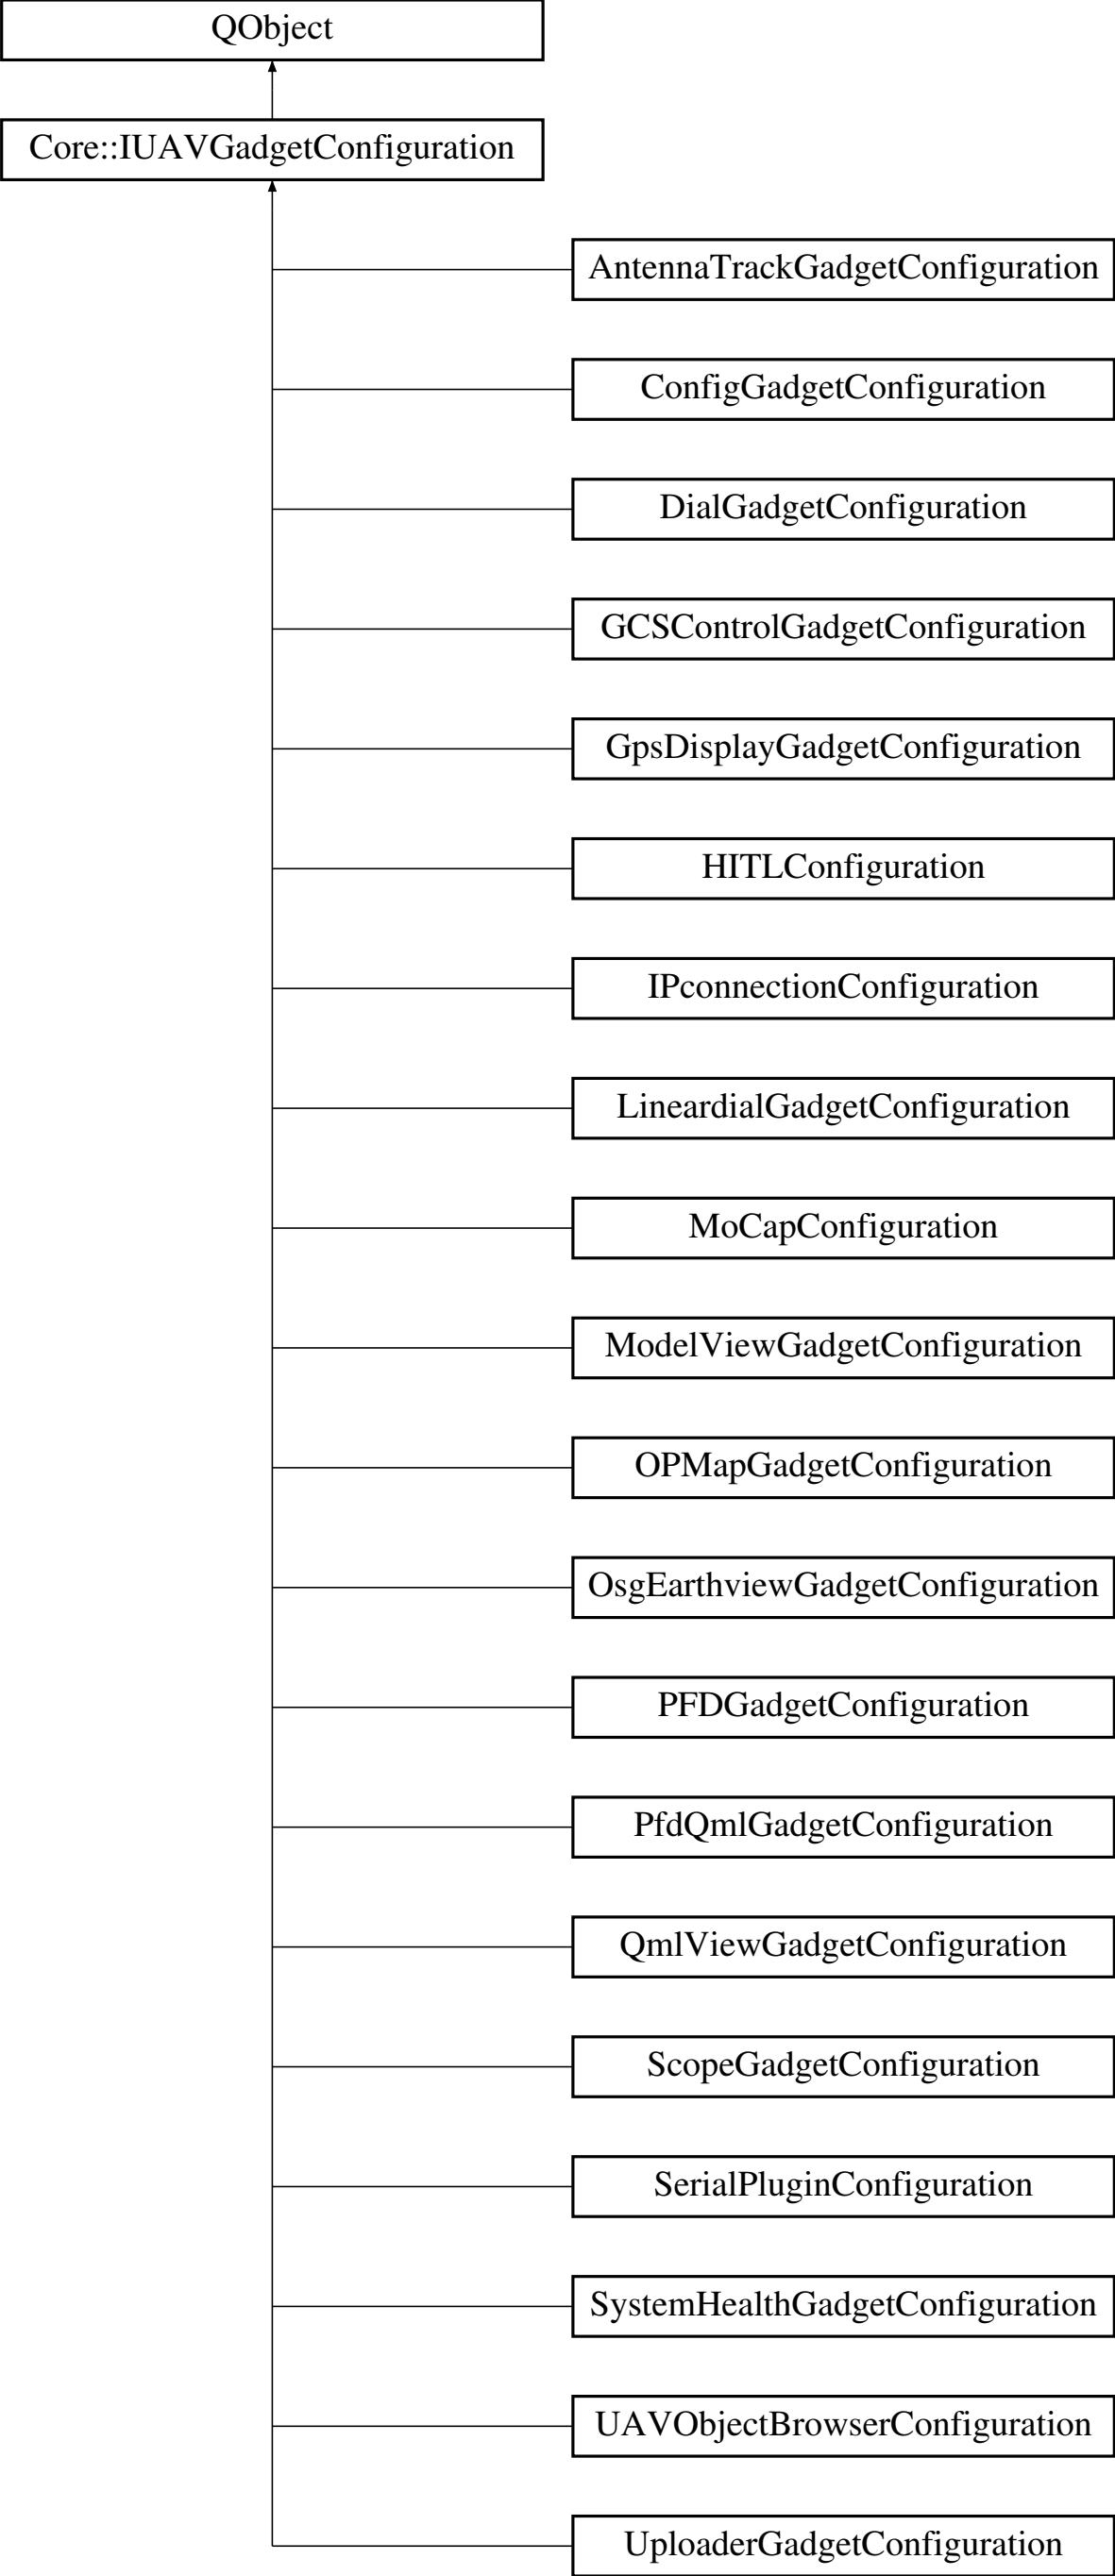 QObject
Core::IUAVGadgetConfiguration
AntennaTrackGadgetConfiguration
ConfigGadgetConfiguration
DialGadgetConfiguration
GCSControlGadgetConfiguration
GpsDisplayGadgetConfiguration
HITLConfiguration
IPconnectionConfiguration
LineardialGadgetConfiguration
MoCapConfiguration
ModelViewGadgetConfiguration
OPMapGadgetConfiguration
OsgEarthviewGadgetConfiguration
PFDGadgetConfiguration
PfdQmlGadgetConfiguration
QmlViewGadgetConfiguration
ScopeGadgetConfiguration
SerialPluginConfiguration
SystemHealthGadgetConfiguration
UAVObjectBrowserConfiguration
UploaderGadgetConfiguration